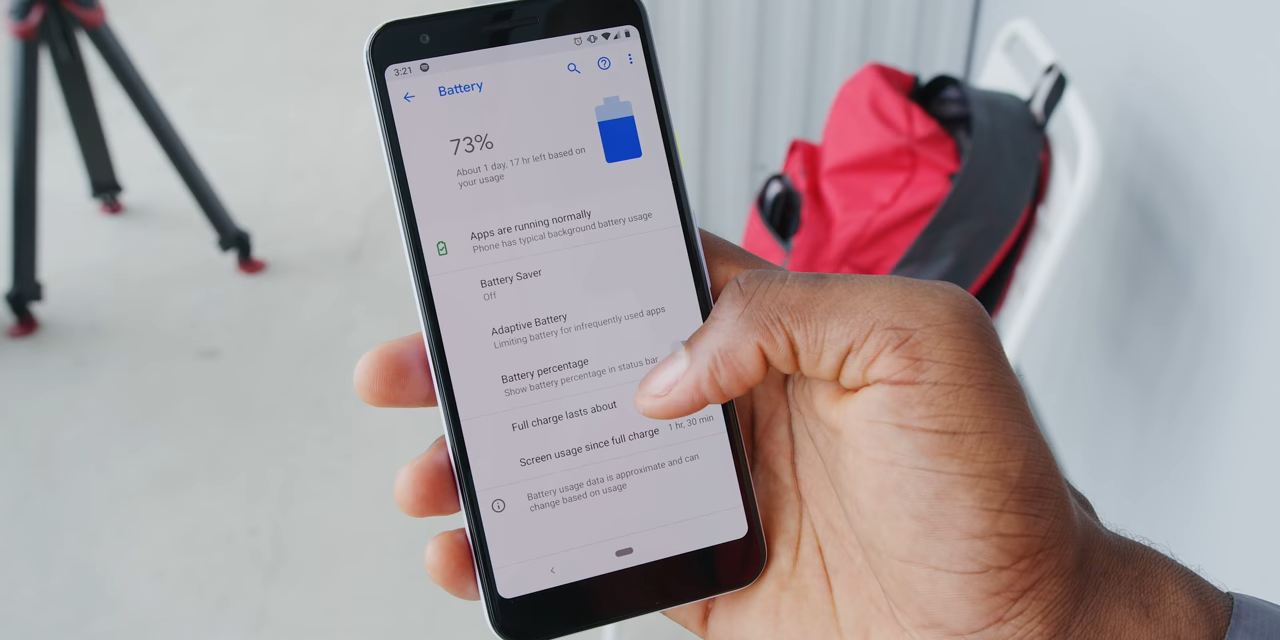 3:21
Battery
73%
About 1 day, 17 hr left based on
your usage
Apps are running normally
Phone has typical background battery usage
Battery Saver
Off
Adaptive Battery
Limiting battery for infrequently used apps
Battery percentage
Show battery percentage in status bar
Full charge lasts about
Screen usage since full charge 1 hr, 30 min
Battery usage data is approximate and can
change based on usage